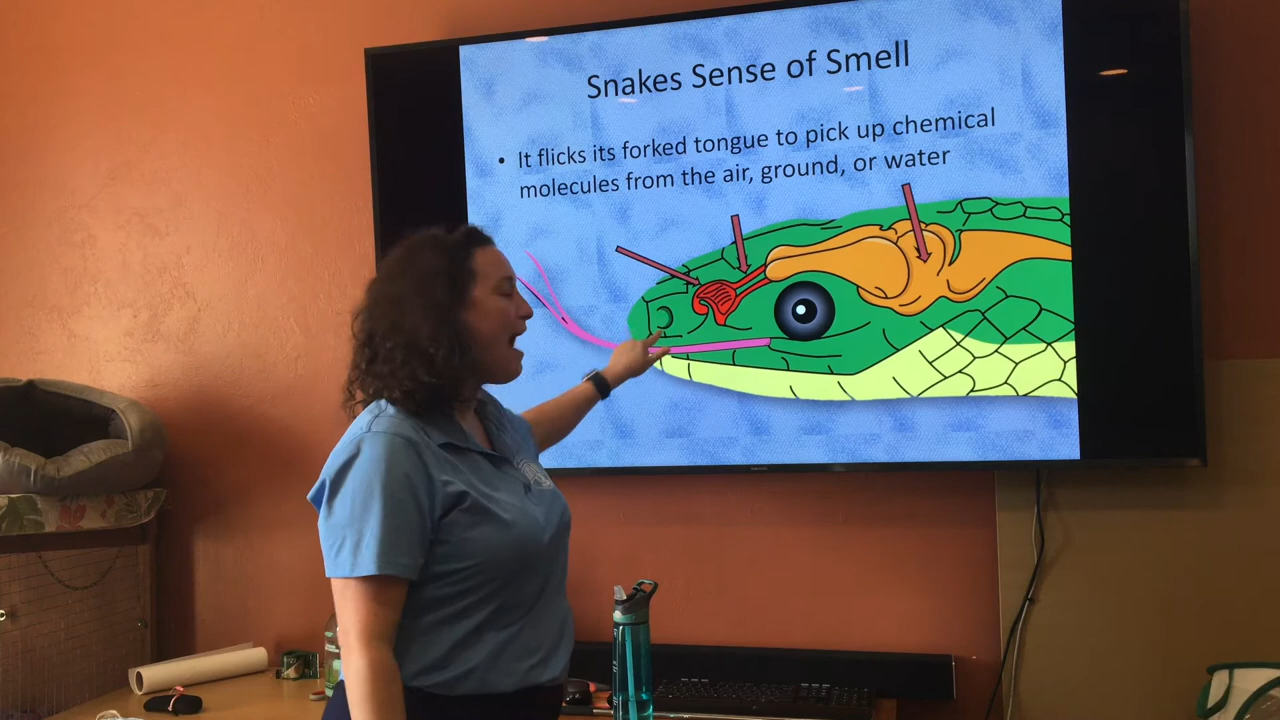 Snakes Sense of Smell
• It flicks its forked tongue to pick up chemical
molecules from the air, ground, or water